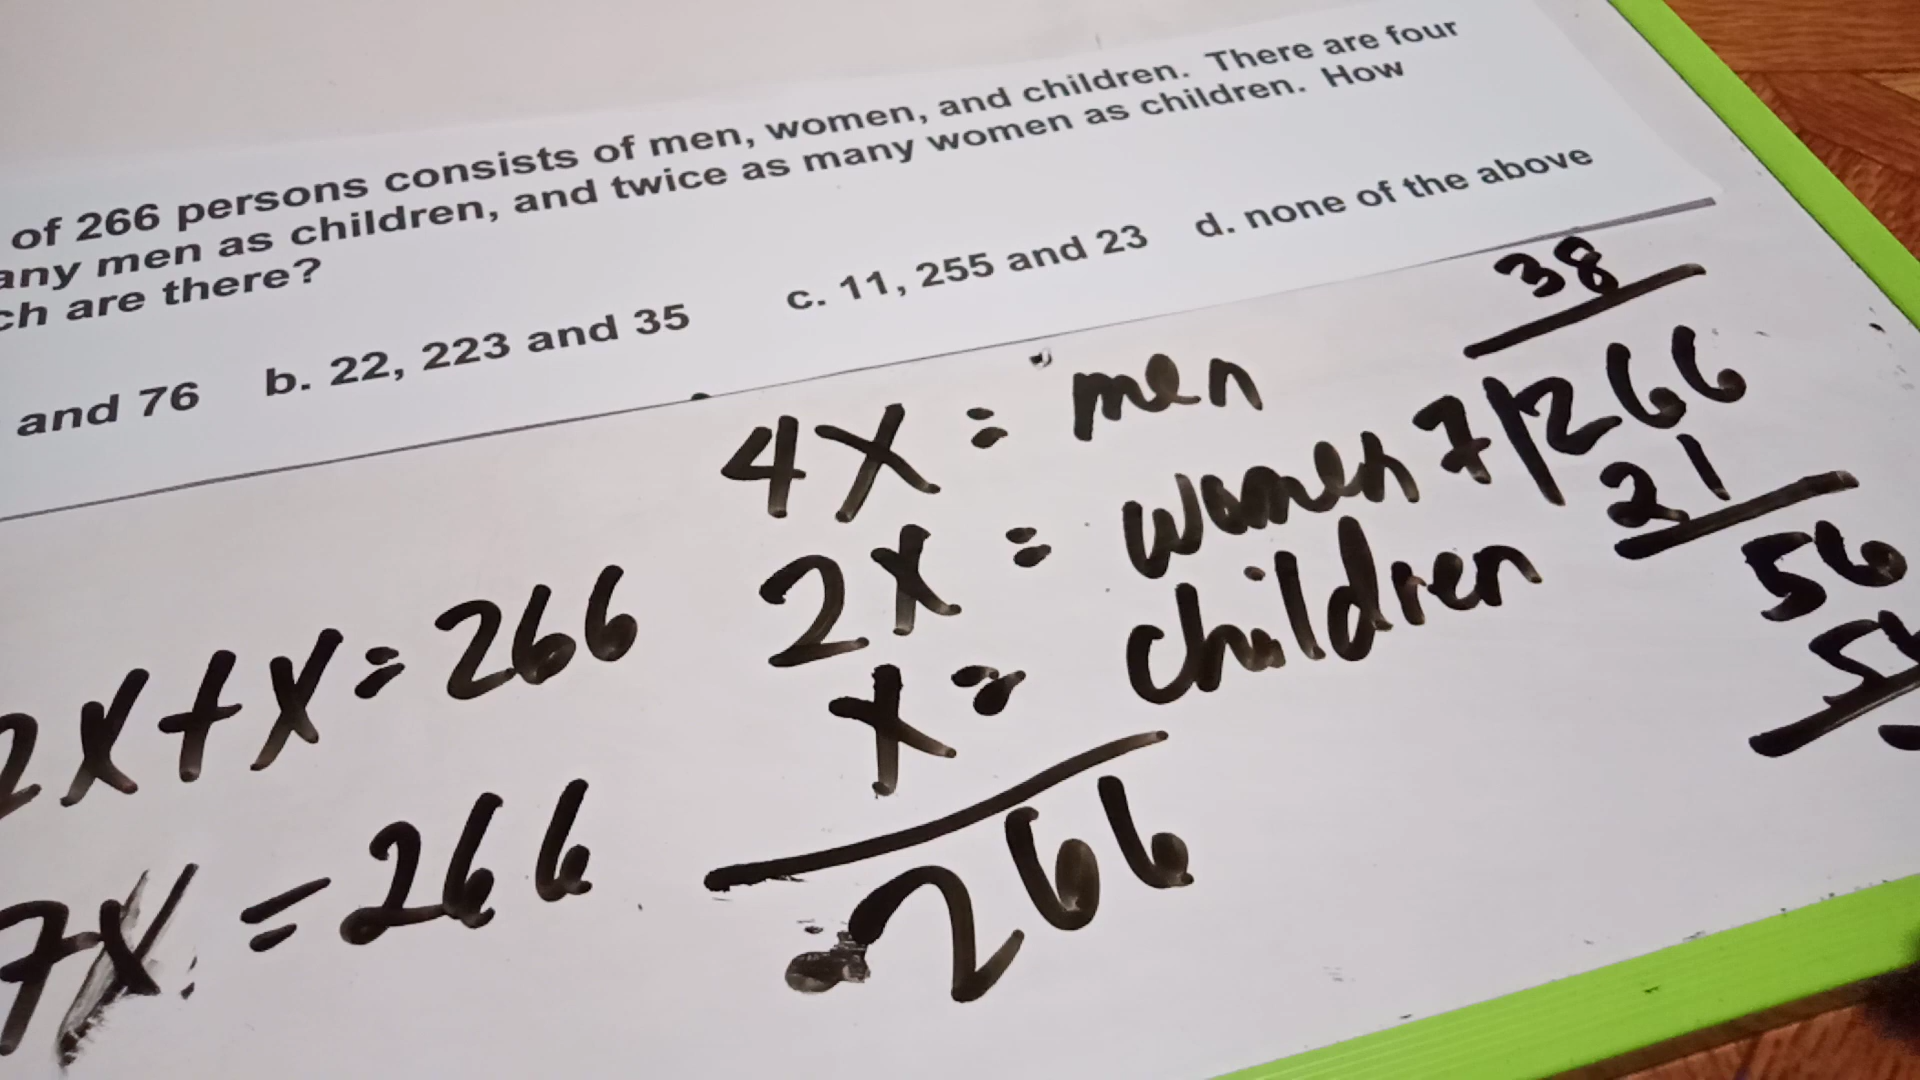 of 266 persons consists of men, women, and children. There are four
any men as children, and twice as many women as children. How
ch are there?
and 76 b. 22, 223 and 35 c. 11, 255 and 23 d. none of the above
38
4x = men
7 266
2x = women
21
x = children
56
2x+x=266
7x = 266
266